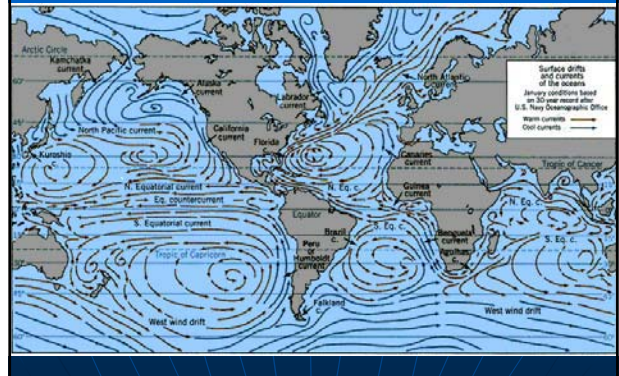 Arctic Circle
Kamchatka
current
Alaska
current
Labrador
current
North Atlantic
current
Surface drifts
and currents
of the oceans
January conditions based
on 30-year record after
U.S. Navy Oceanographic Office
Warm currents
Cool currents
60°
45°
North Pacific current
California
current
Florida
Kuroshio
Canaries
current
Tropic of Cancer
N. Equatorial current
N. Eq. c.
Guinea
current
N. Eq. c.
Eq. countercurrent
Equator
S. Equatorial current
Brazil
c.
S. Eq. c.
Benguela
current
S. Eq. c.
Peru
or
Humboldt
current
Agulhas
c.
Tropic of Capricorn
Falkland
c.
West wind drift
West wind drift